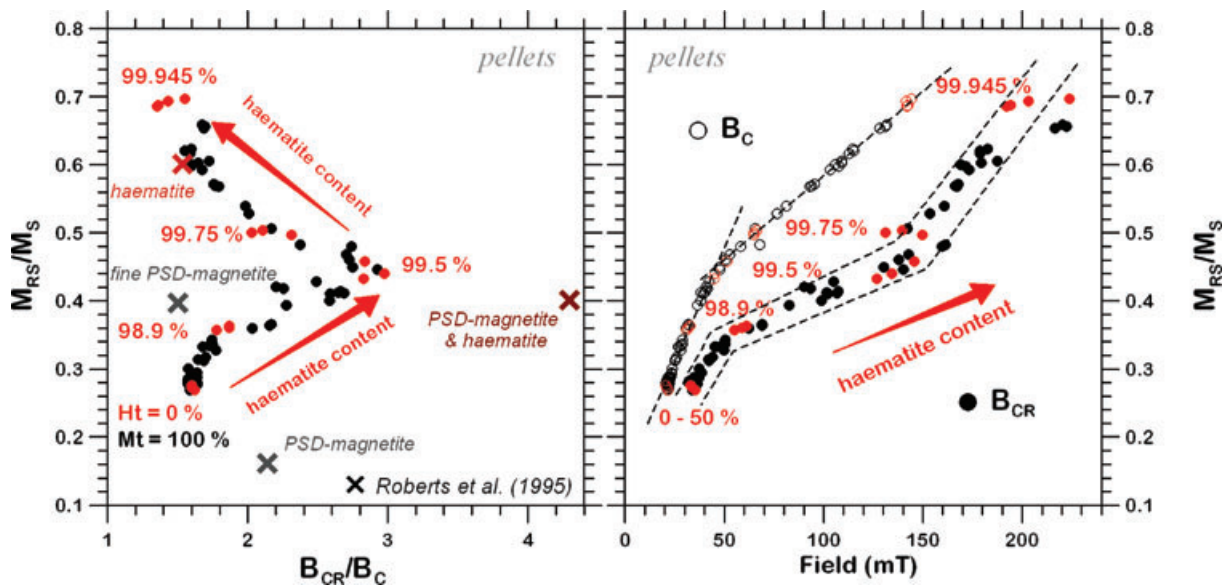 0.8
0.7
0.6
0.5
0.4
0.3
0.2
0.1
MRS/MS
1
2
3
4
BCR/BC
pellets
99.945 %
haematite content
haematite
99.75 %
fine PSD-magnetite
99.5 %
98.9 %
PSD-magnetite
& haematite
haematite content
Ht = 0 %
Mt = 100 %
PSD-magnetite
Roberts et al. (1995)
pellets
BC
99.945 %
99.75 %
99.5 %
98.9 %
haematite content
0 - 50 %
BCR
0
50
100
150
200
Field (mT)
0.8
0.7
0.6
0.5
0.4
0.3
0.2
0.1
MRS/MS